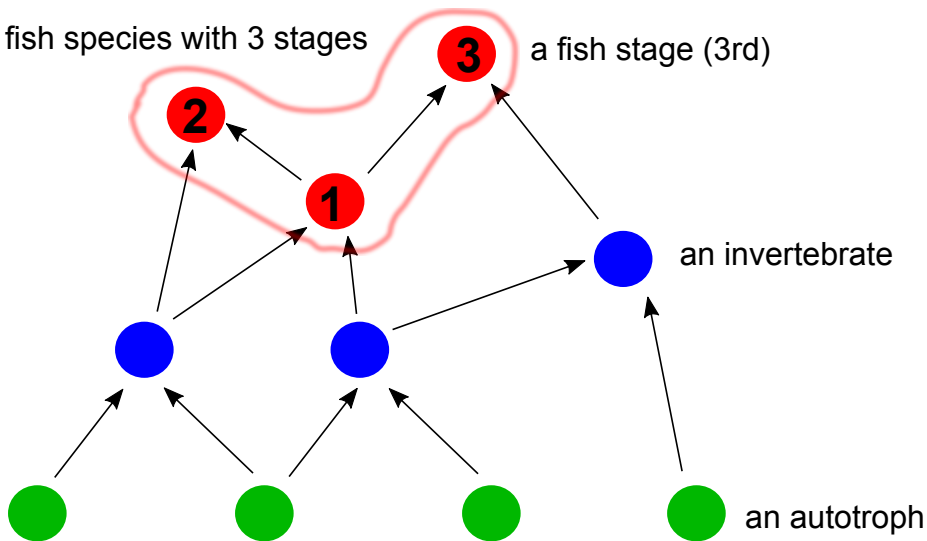 fish species with 3 stages
3
a fish stage (3rd)
2
1
an invertebrate
an autotroph